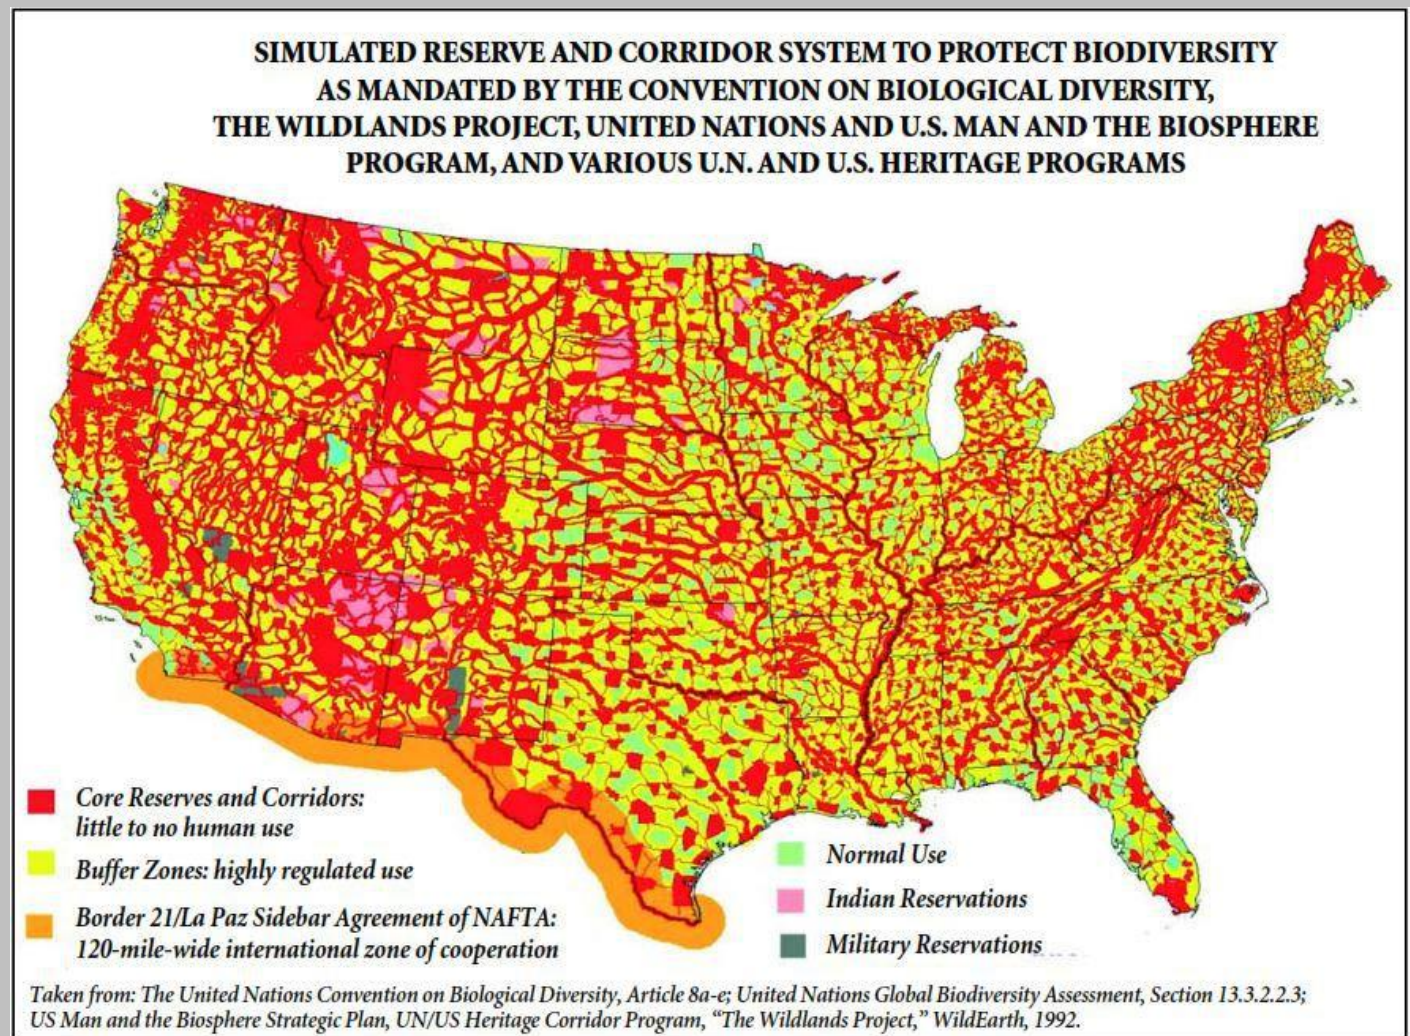 SIMULATED RESERVE AND CORRIDOR SYSTEM TO PROTECT BIODIVERSITY
AS MANDATED BY THE CONVENTION ON BIOLOGICAL DIVERSITY,
THE WILDLANDS PROJECT, UNITED NATIONS AND U.S. MAN AND THE BIOSPHERE
PROGRAM, AND VARIOUS U.N. AND U.S. HERITAGE PROGRAMS
Core Reserves and Corridors:
little to no human use
Buffer Zones: highly regulated use
Border 21/La Paz Sidebar Agreement of NAFTA:
120-mile-wide international zone of cooperation
Normal Use
Indian Reservations
Military Reservations
Taken from: The United Nations Convention on Biological Diversity, Article 8a-e; United Nations Global Biodiversity Assessment, Section 13.3.2.2.3;
US Man and the Biosphere Strategic Plan, UN/US Heritage Corridor Program, “The Wildlands Project,” WildEarth, 1992.